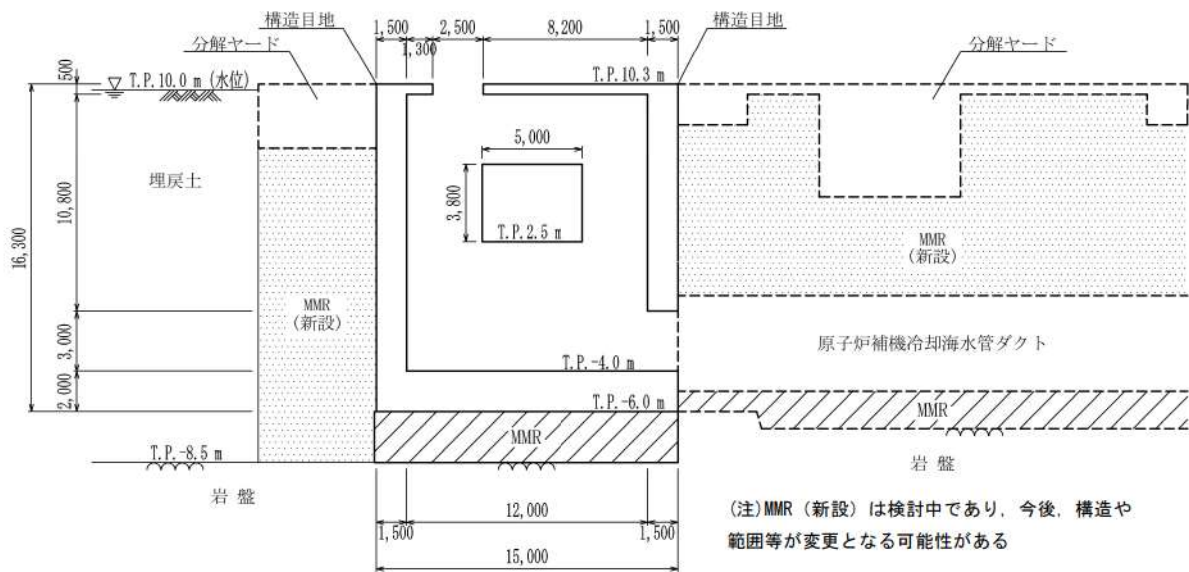 構造目地
構造目地
1,500
2,500
8,200
1,500
分解ヤード
1,300
分解ヤード
500
T.P.10.0 m (水位)
T.P.10.3 m
5,000
埋戻土
10,800
3,800
T.P.2.5 m
16,300
MMR
(新設)
MMR
(新設)
3,000
原子炉補機冷却海水管ダクト
T.P.-4.0 m
2,000
T.P.-6.0 m
MMR
MMR
T.P.-8.5 m
岩 盤
岩 盤
12,000
1,500
1,500
15,000
(注)MMR（新設）は検討中であり，今後，構造や
範囲等が変更となる可能性がある